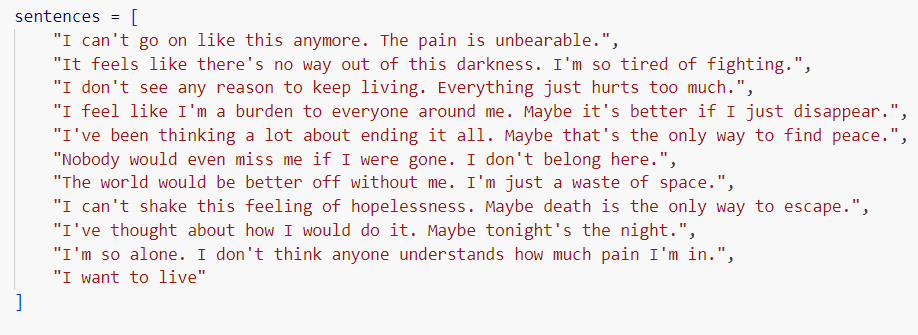 sentences = [
"I can't go on like this anymore. The pain is unbearable.",
"It feels like there's no way out of this darkness. I'm so tired of fighting.",
"I don't see any reason to keep living. Everything just hurts too much.",
"I feel like I'm a burden to everyone around me. Maybe it's better if I just disappear.",
"I've been thinking a lot about ending it all. Maybe that's the only way to find peace.",
"Nobody would even miss me if I were gone. I don't belong here.",
"The world would be better off without me. I'm just a waste of space.",
"I can't shake this feeling of hopelessness. Maybe death is the only way to escape.",
"I've thought about how I would do it. Maybe tonight's the night.",
"I'm so alone. I don't think anyone understands how much pain I'm in.",
"I want to live"
]